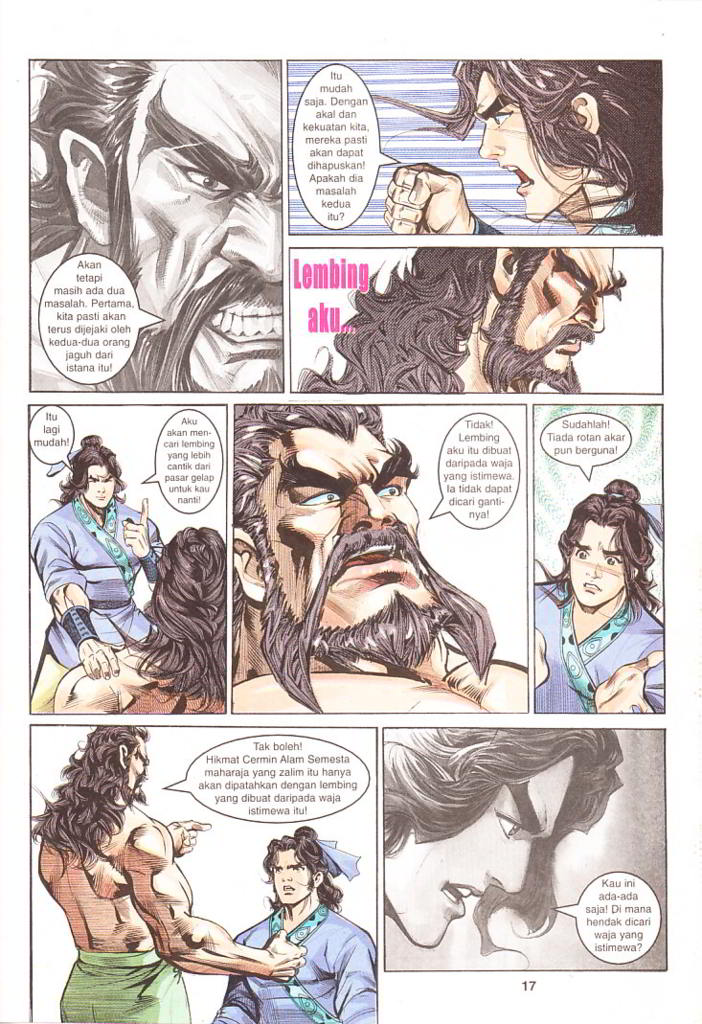 Akan
tetapi
masih ada dua
masalah. Pertama,
kita pasti akan
terus dijejaki oleh
kedua-dua orang
jaguh dari
istana itu!
Itu
mudah
saja. Dengan
akal dan
kekuatan kita,
mereka pasti
akan dapat
dihapuskan!
Apakah dia
masalah
kedua
itu?
Lembing
aku...
Itu
lagi
mudah!
Aku
akan men-
cari lembing
yang lebih
cantik dari
pasar gelap
untuk kau
nanti!
Tidak!
Lembing
aku itu dibuat
daripada waja
yang istimewa.
Ia tidak dapat
dicari ganti-
nya!
Sudahlah!
Tiada rotan akar
pun berguna!
Tak boleh!
Hikmat Cermin Alam Semesta
maharaja yang zalim itu hanya
akan dipatahkan dengan lembing
yang dibuat daripada waja
istimewa itu!
Kau ini
ada-ada
saja! Di mana
hendak dicari
waja yang
istimewa?
17